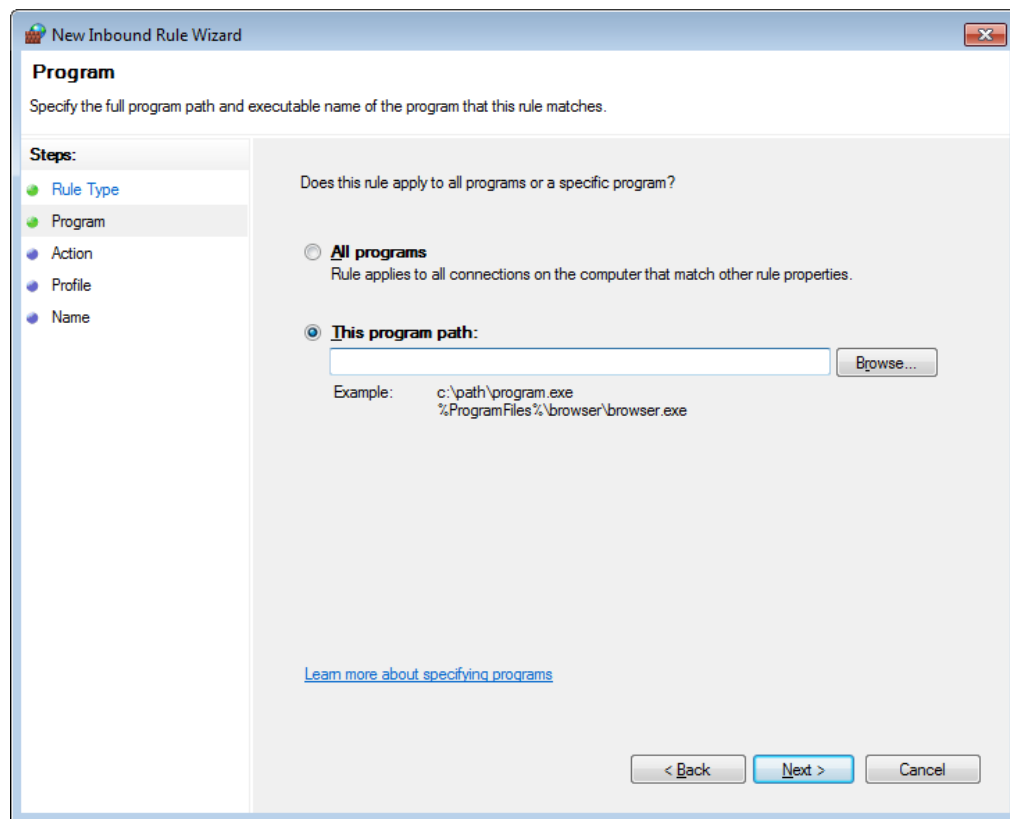 New Inbound Rule Wizard
Program
Specify the full program path and executable name of the program that this rule matches.
Steps:
Rule Type
Program
Action
Profile
Name
Does this rule apply to all programs or a specific program?
All programs
Rule applies to all connections on the computer that match other rule properties.
This program path:
Browse...
Example: c:\path\program.exe
%ProgramFiles%\browser\browser.exe
Learn more about specifying programs
< Back Next > Cancel